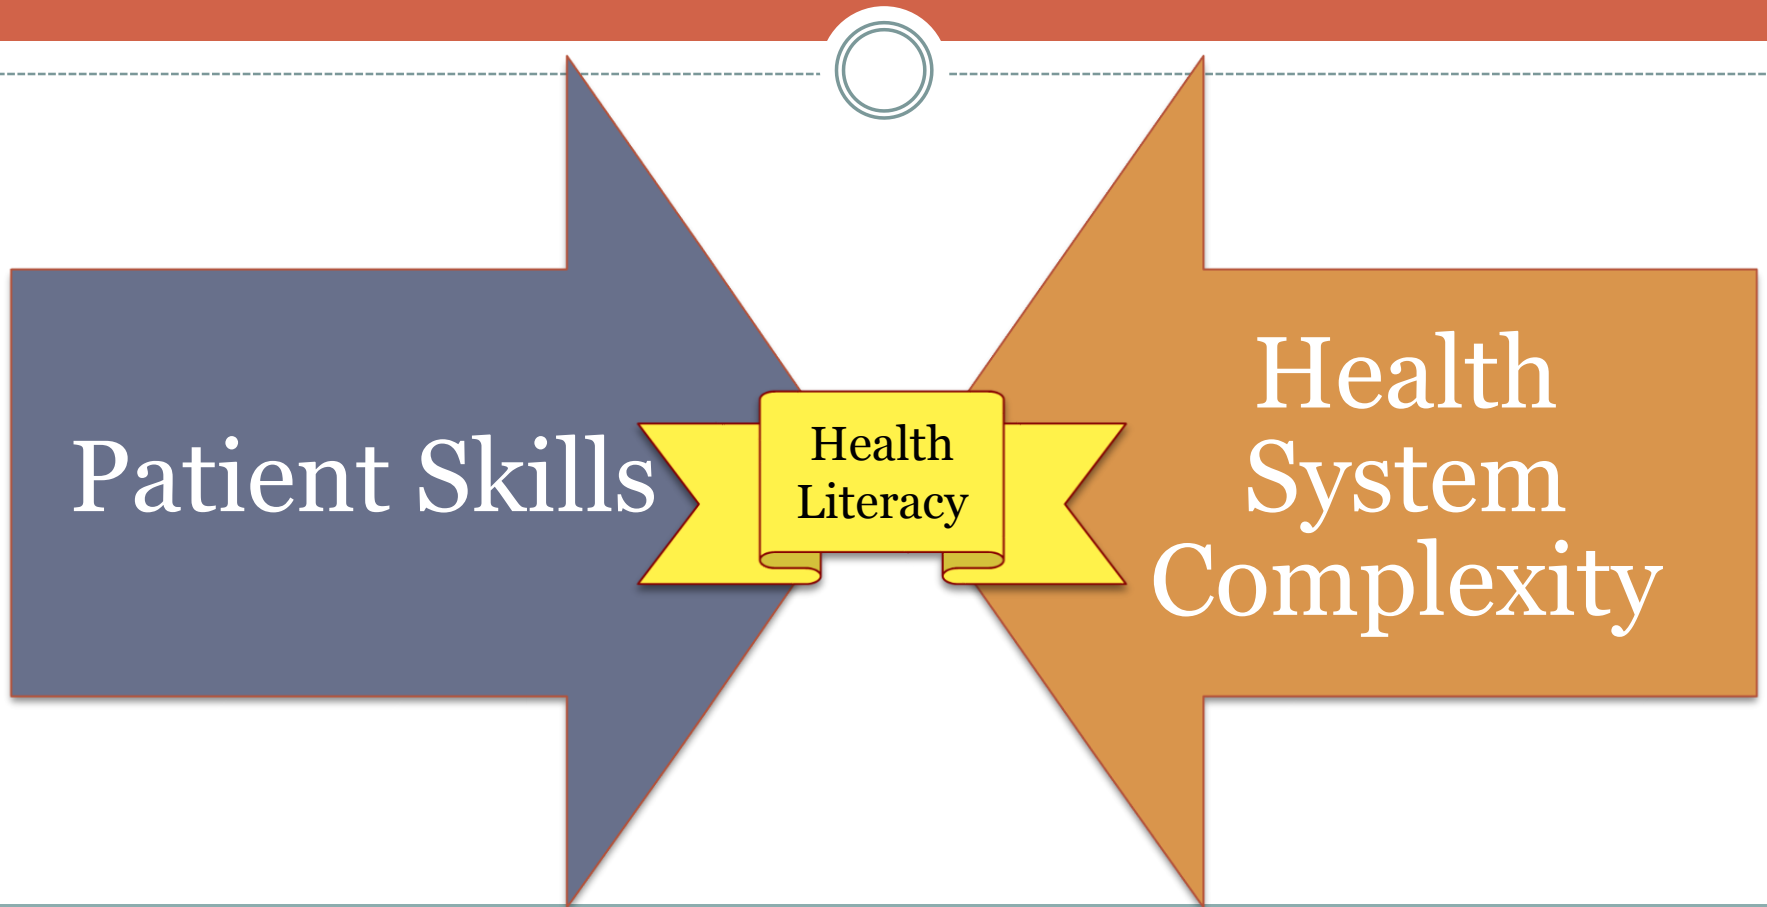 Patient Skills
Health
Literacy
Health
System
Complexity